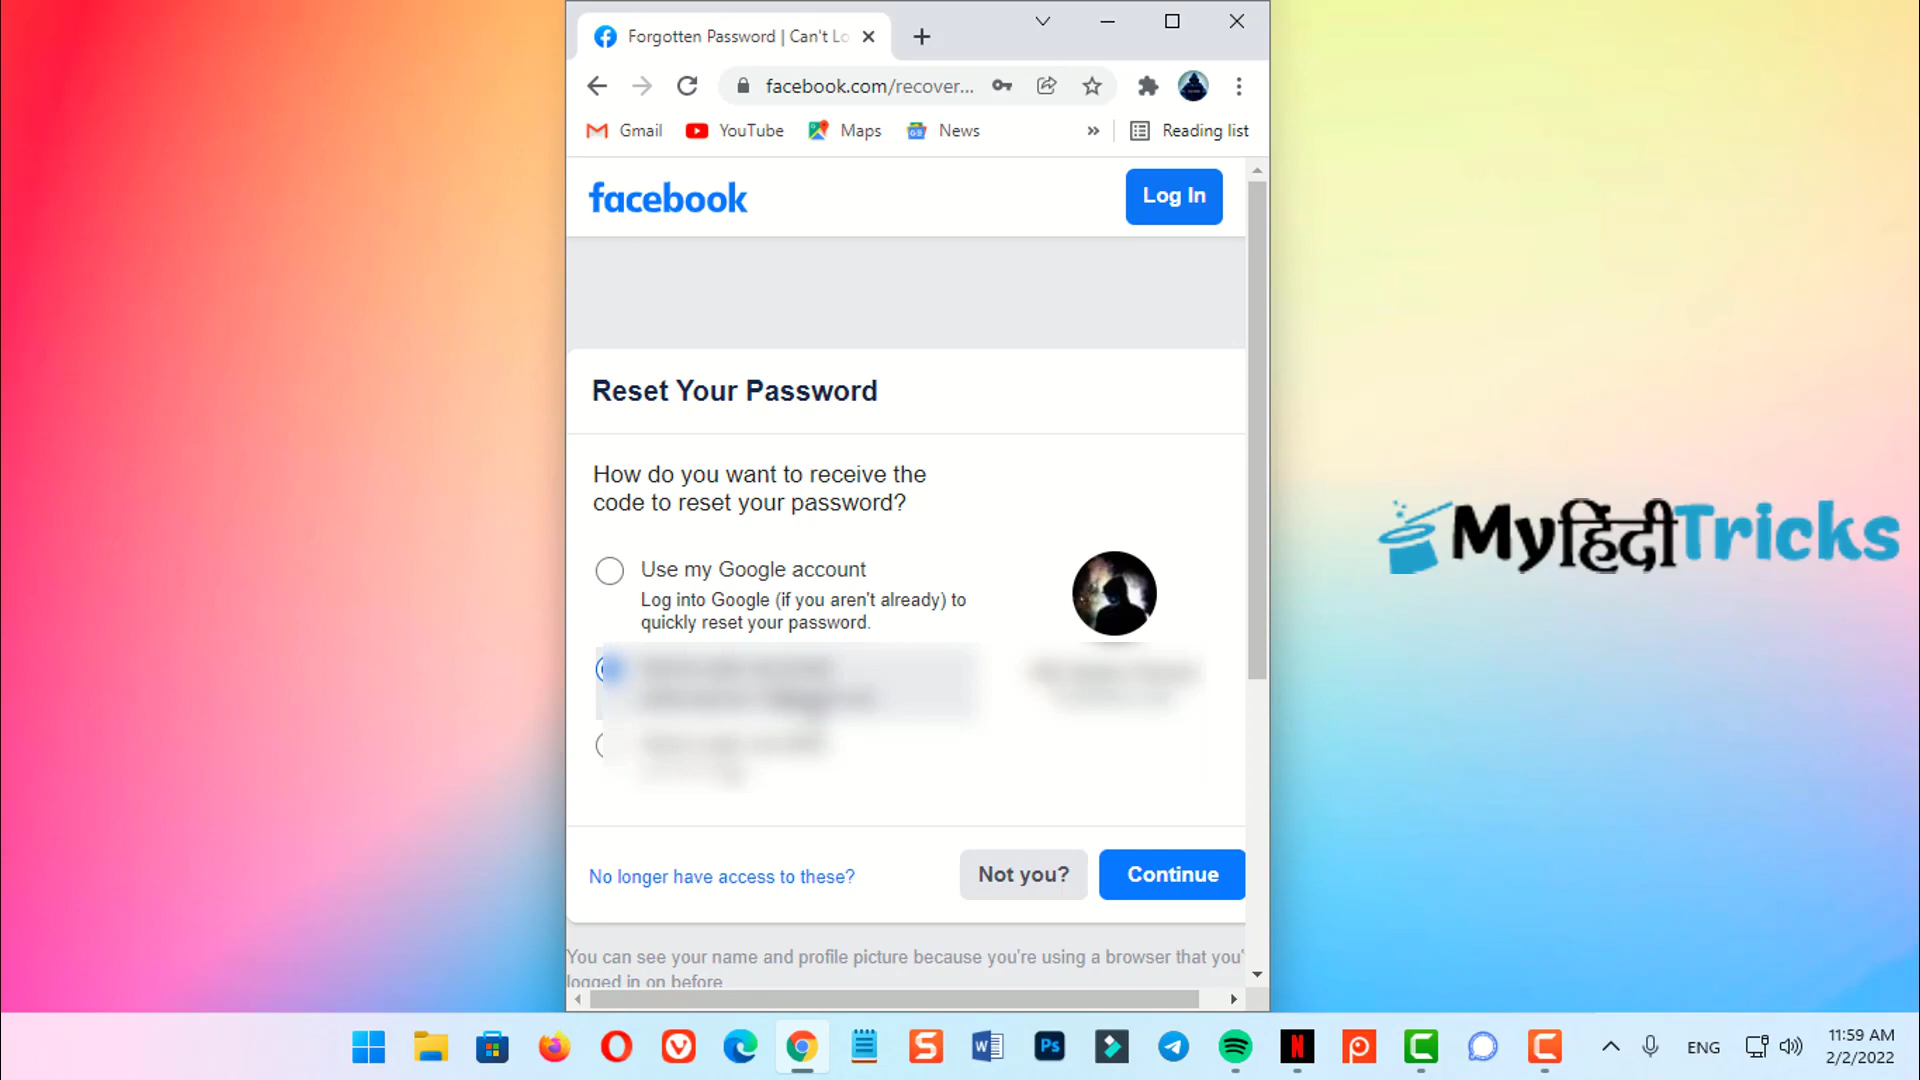 Forgotten Password | Can't Lo
facebook.com/recover...
Gmail
YouTube
Maps
News
»
Reading list
facebook
Log In
Reset Your Password
How do you want to receive the
code to reset your password?
Use my Google account
Log into Google (if you aren't already) to
quickly reset your password.
No longer have access to these?
Not you?
Continue
You can see your name and profile picture because you're using a browser that you'
logged in on before
MyहिंदीTricks
ENG
11:59 AM
2/2/2022